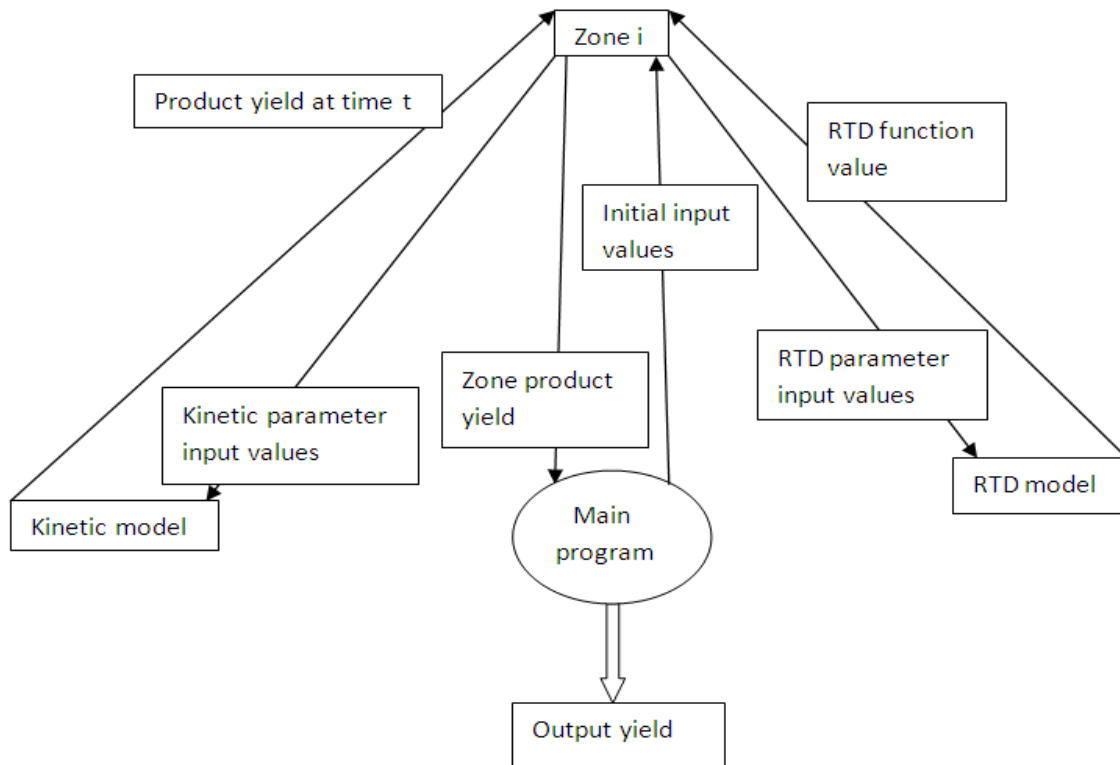 Zone i
Product yield at time t
RTD function
value
Initial input
values
RTD parameter
input values
Zone product
yield
Kinetic parameter
input values
RTD model
Kinetic model
Main
program
Output yield